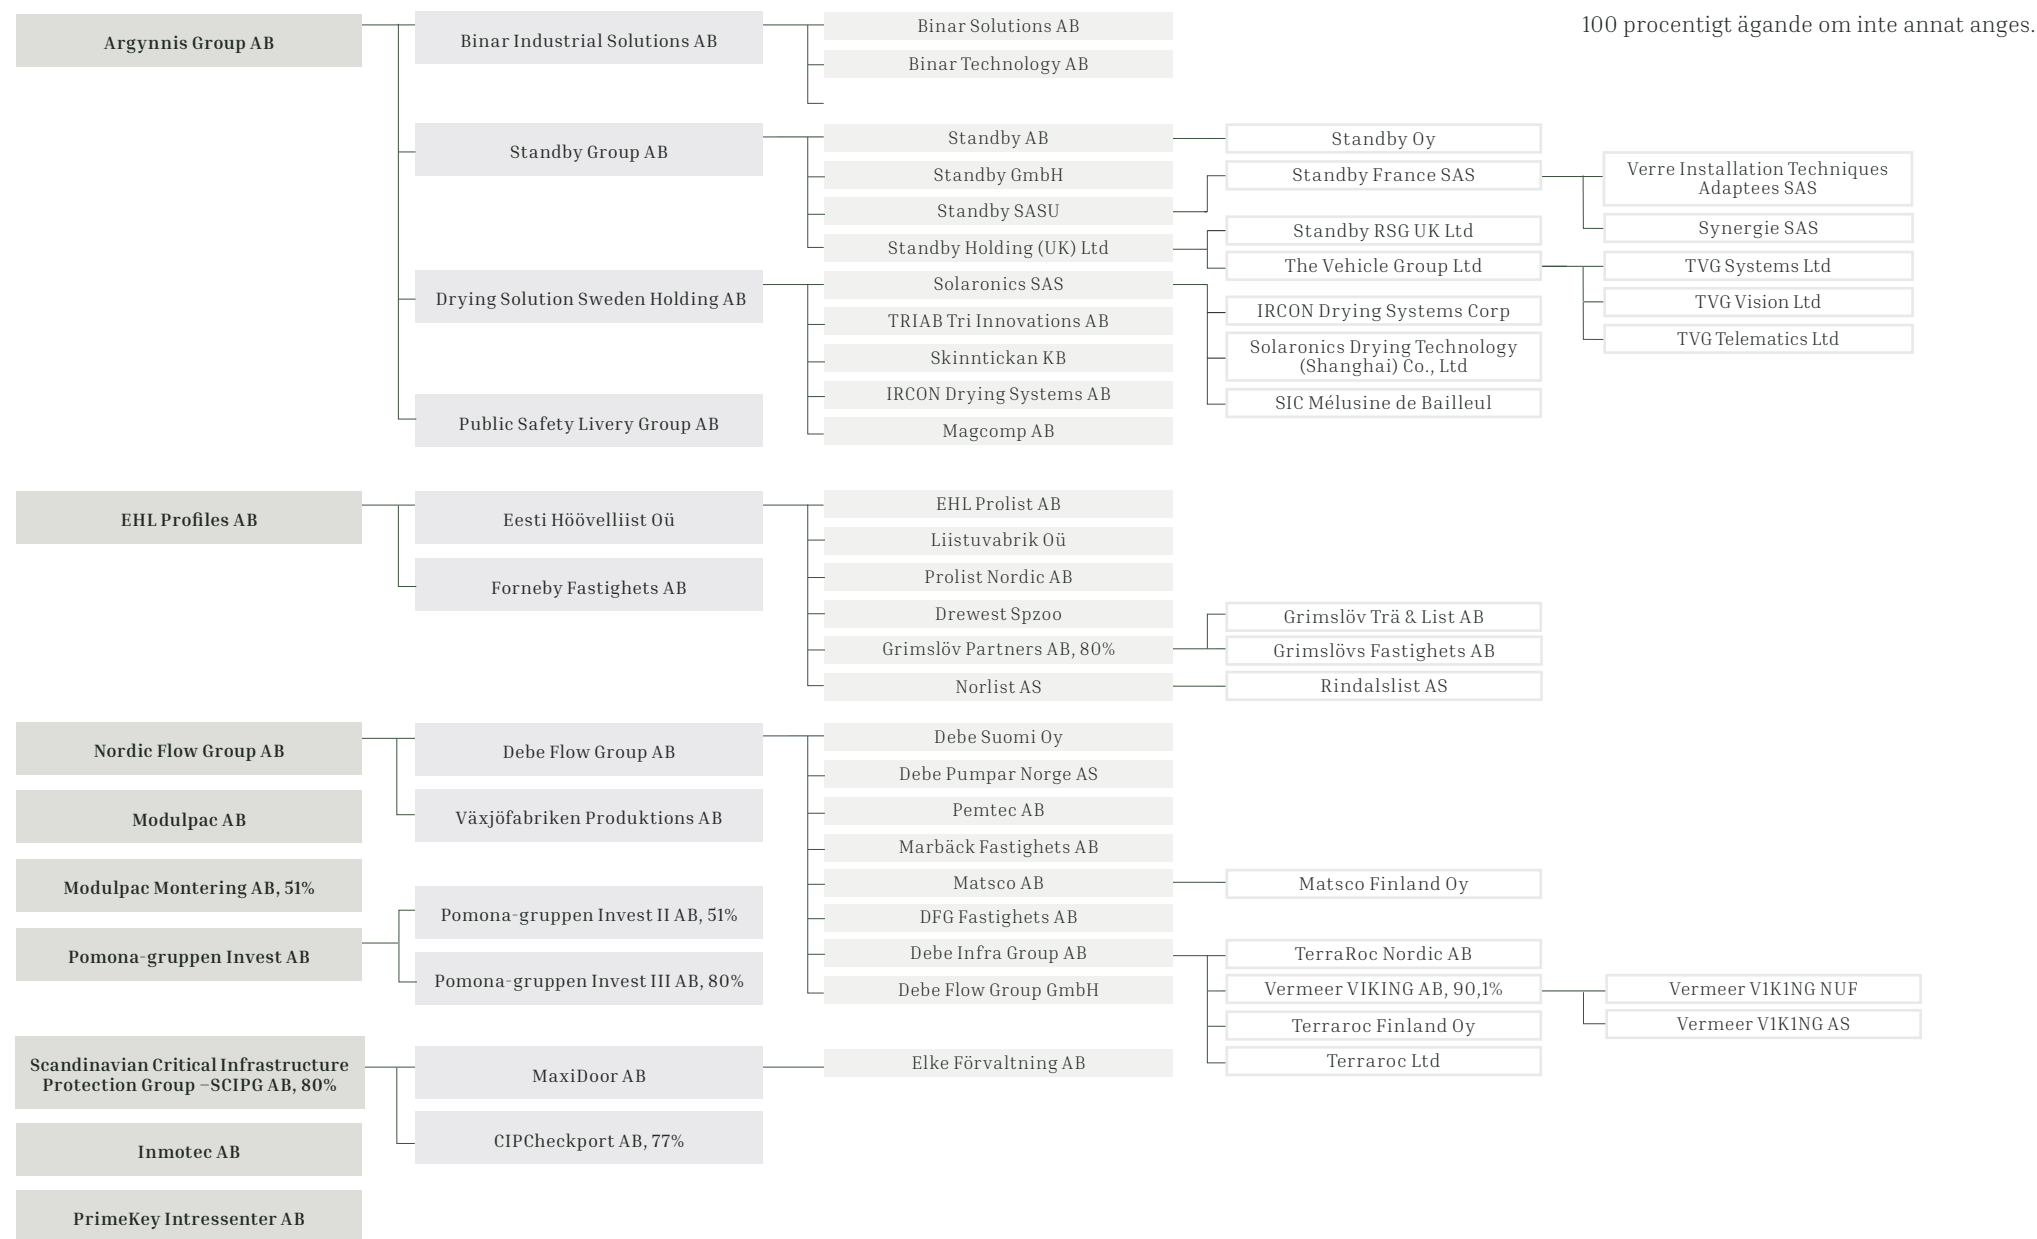 100 procentigt ägande om inte annat anges.
Argynnis Group AB
Binar Industrial Solutions AB
Binar Solutions AB
Binar Technology AB
Standby Group AB
Standby AB
Standby Oy
Standby GmbH
Standby SASU
Standby France SAS
Verre Installation Techniques
Adaptees SAS
Synergie SAS
Standby Holding (UK) Ltd
Standby RSG UK Ltd
The Vehicle Group Ltd
TVG Systems Ltd
TVG Vision Ltd
TVG Telematics Ltd
Drying Solution Sweden Holding AB
Solaronics SAS
IRCON Drying Systems Corp
Solaronics Drying Technology
(Shanghai) Co., Ltd
SIC Mélusine de Bailleul
TRIAB Tri Innovations AB
Skinntickan KB
IRCON Drying Systems AB
Magcomp AB
Public Safety Livery Group AB
EHL Profiles AB
Eesti Höövelliist Oü
EHL Prolist AB
Liistuvabrik Oü
Prolist Nordic AB
Drewest Spzoo
Grimslöv Partners AB, 80%
Grimslöv Trä & List AB
Grimslövs Fastighets AB
Norlist AS
Rindalslist AS
Forneby Fastighets AB
Nordic Flow Group AB
Debe Flow Group AB
Debe Suomi Oy
Debe Pumpar Norge AS
Pemtec AB
Marbäck Fastighets AB
Matsco AB
Matsco Finland Oy
DFG Fastighets AB
Debe Infra Group AB
TerraRoc Nordic AB
Vermeer VIKING AB, 90,1%
Vermeer V1K1NG NUF
Vermeer V1K1NG AS
Terraroc Finland Oy
Terraroc Ltd
Debe Flow Group GmbH
Växjöfabriken Produktions AB
Modulpac AB
Modulpac Montering AB, 51%
Pomona-gruppen Invest AB
Pomona-gruppen Invest II AB, 51%
Pomona-gruppen Invest III AB, 80%
Scandinavian Critical Infrastructure
Protection Group –SCIPG AB, 80%
MaxiDoor AB
Elke Förvaltning AB
CIPCheckport AB, 77%
Inmotec AB
PrimeKey Intressenter AB